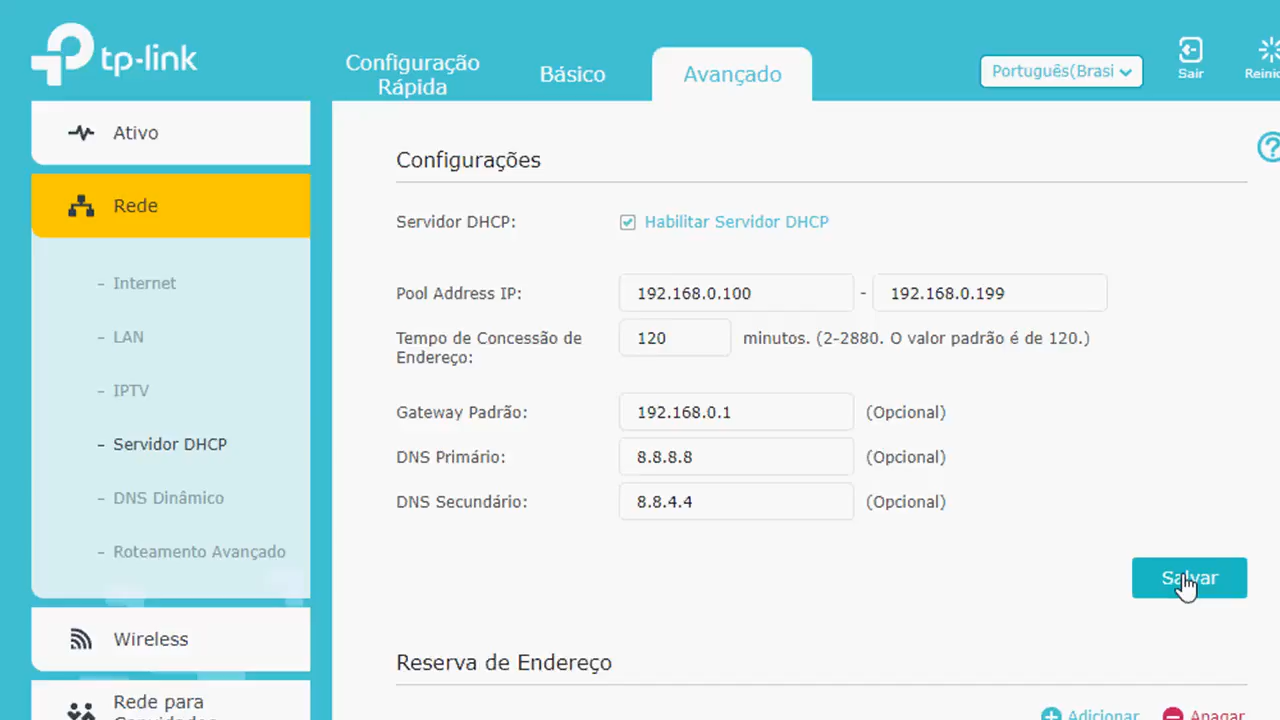 tp-link
Configuração
Rápida
Básico
Avançado
Português(Brasi
Sair
Ativo
Rede
- Internet
- LAN
- IPTV
- Servidor DHCP
- DNS Dinâmico
- Roteamento Avançado
Wireless
Rede para
Configurações
Servidor DHCP: Habilitar Servidor DHCP
Pool Address IP: 192.168.0.100 - 192.168.0.199
Tempo de Concessão de
Endereço: 120 minutos. (2-2880. O valor padrão é de 120.)
Gateway Padrão: 192.168.0.1 (Opcional)
DNS Primário: 8.8.8.8 (Opcional)
DNS Secundário: 8.8.4.4 (Opcional)
Salvar
Reserva de Endereço
Adicionar
Apagar